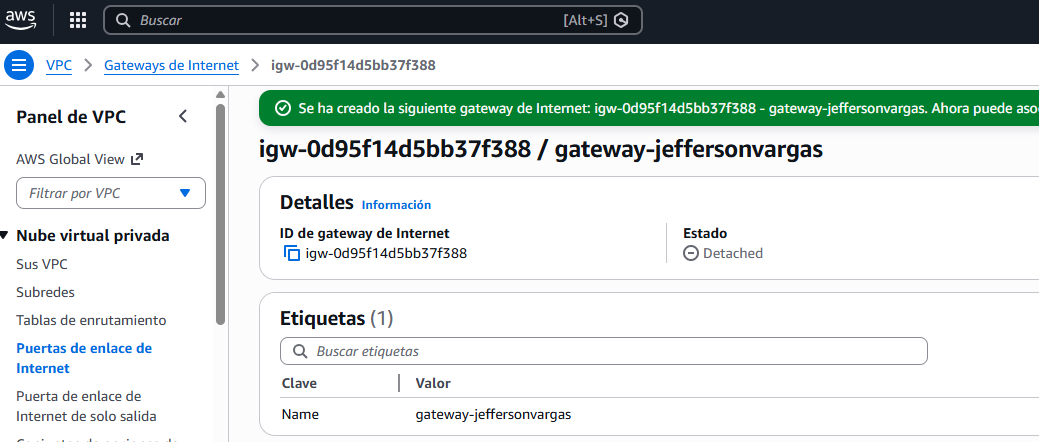 aws
Buscar [Alt+S]
VPC > Gateways de Internet > igw-0d95f14d5bb37f388
Panel de VPC
AWS Global View
Filtrar por VPC
Nube virtual privada
Sus VPC
Subredes
Tablas de enrutamiento
Puertas de enlace de
Internet
Puerta de enlace de
Internet de solo salida
Se ha creado la siguiente gateway de Internet: igw-0d95f14d5bb37f388 - gateway-jeffersonvargas. Ahora puede aso
igw-0d95f14d5bb37f388 / gateway-jeffersonvargas
Detalles Información
ID de gateway de Internet
igw-0d95f14d5bb37f388
Estado
Detached
Etiquetas (1)
Buscar etiquetas
Clave Valor
Name gateway-jeffersonvargas